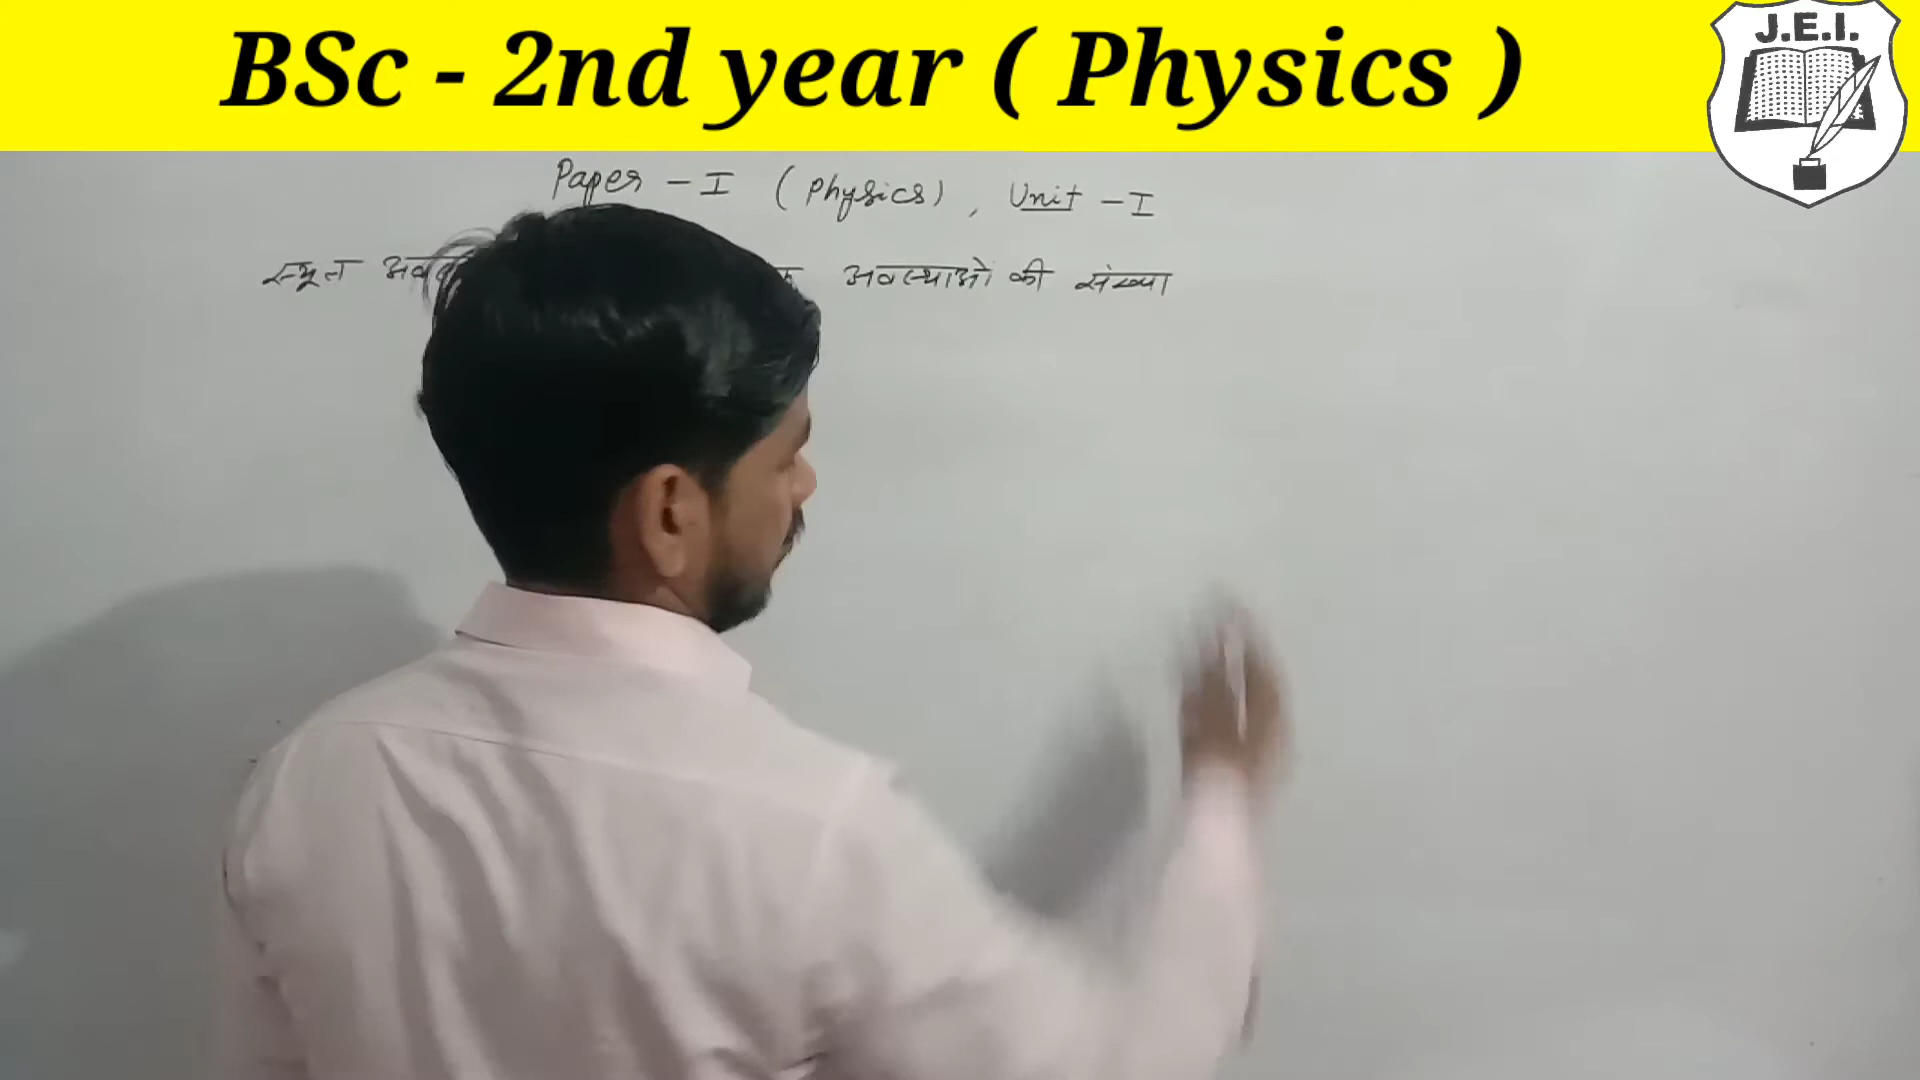 BSc - 2nd year ( Physics )
J.E.I.
Paper - I (Physics), Unit - I
स्थूल अवस्थाओं की संख्या